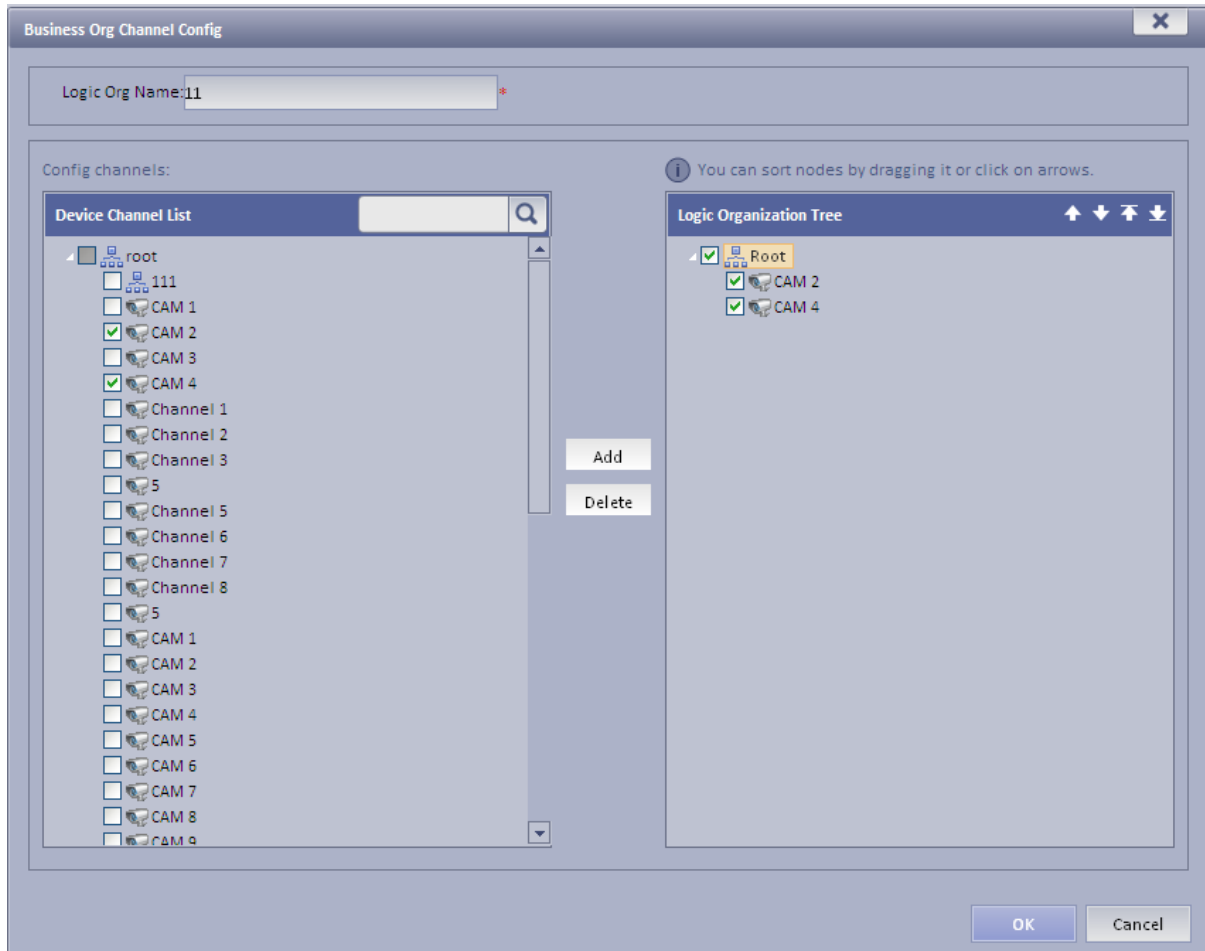 Business Org Channel Config
Logic Org Name:11 *
Config channels:
Device Channel List
root
111
CAM 1
CAM 2
CAM 3
CAM 4
Channel 1
Channel 2
Channel 3
5
Channel 5
Channel 6
Channel 7
Channel 8
5
CAM 1
CAM 2
CAM 3
CAM 4
CAM 5
CAM 6
CAM 7
CAM 8
CAM 9
Add
Delete
You can sort nodes by dragging it or click on arrows.
Logic Organization Tree
Root
CAM 2
CAM 4
OK
Cancel